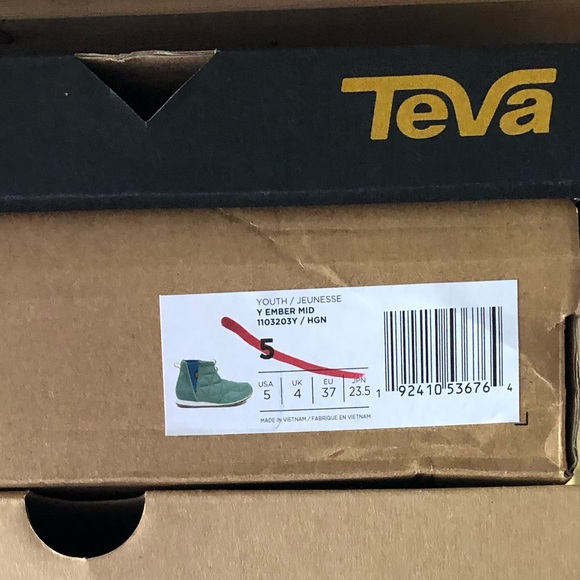 Teva
YOUTH / JEUNESSE
Y EMBER MID
1103203Y / HGN
5
USA UK EU JPN
5 4 37 23.5
1 92410 53676 4
MADE IN VIETNAM / FABRIQUÉ EN VIETNAM